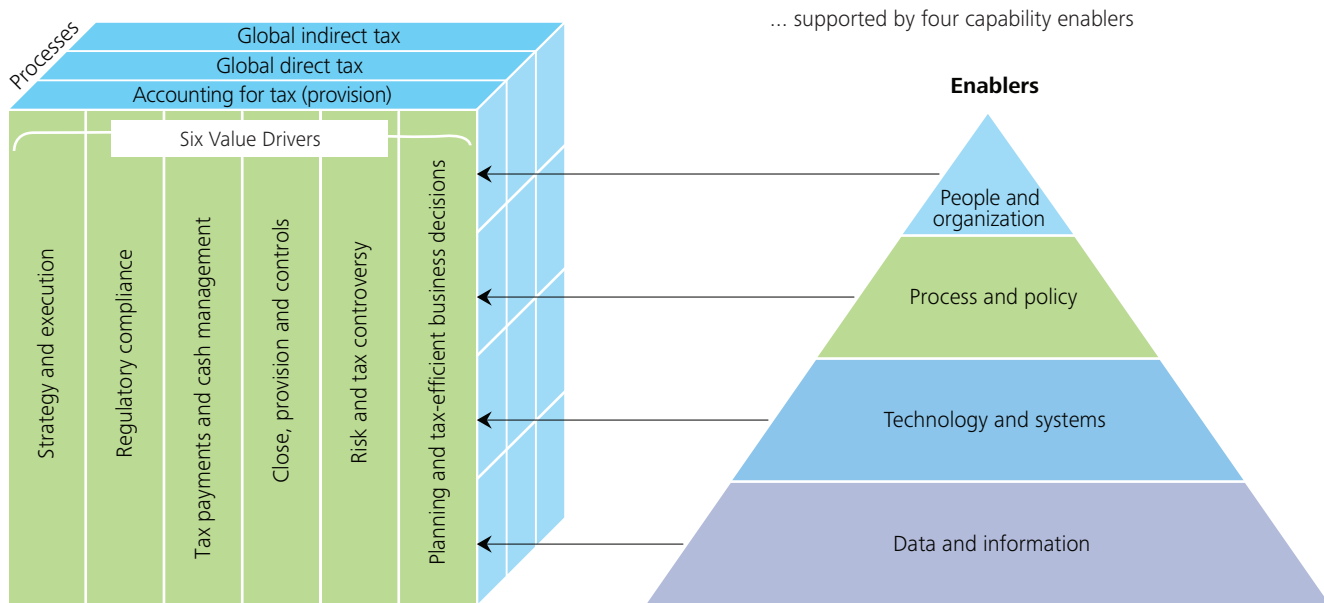 ... supported by four capability enablers
Processes
Global indirect tax
Global direct tax
Accounting for tax (provision)
Six Value Drivers
Strategy and execution
Regulatory compliance
Tax payments and cash management
Close, provision and controls
Risk and tax controversy
Planning and tax-efficient business decisions
Enablers
People and
organization
Process and policy
Technology and systems
Data and information